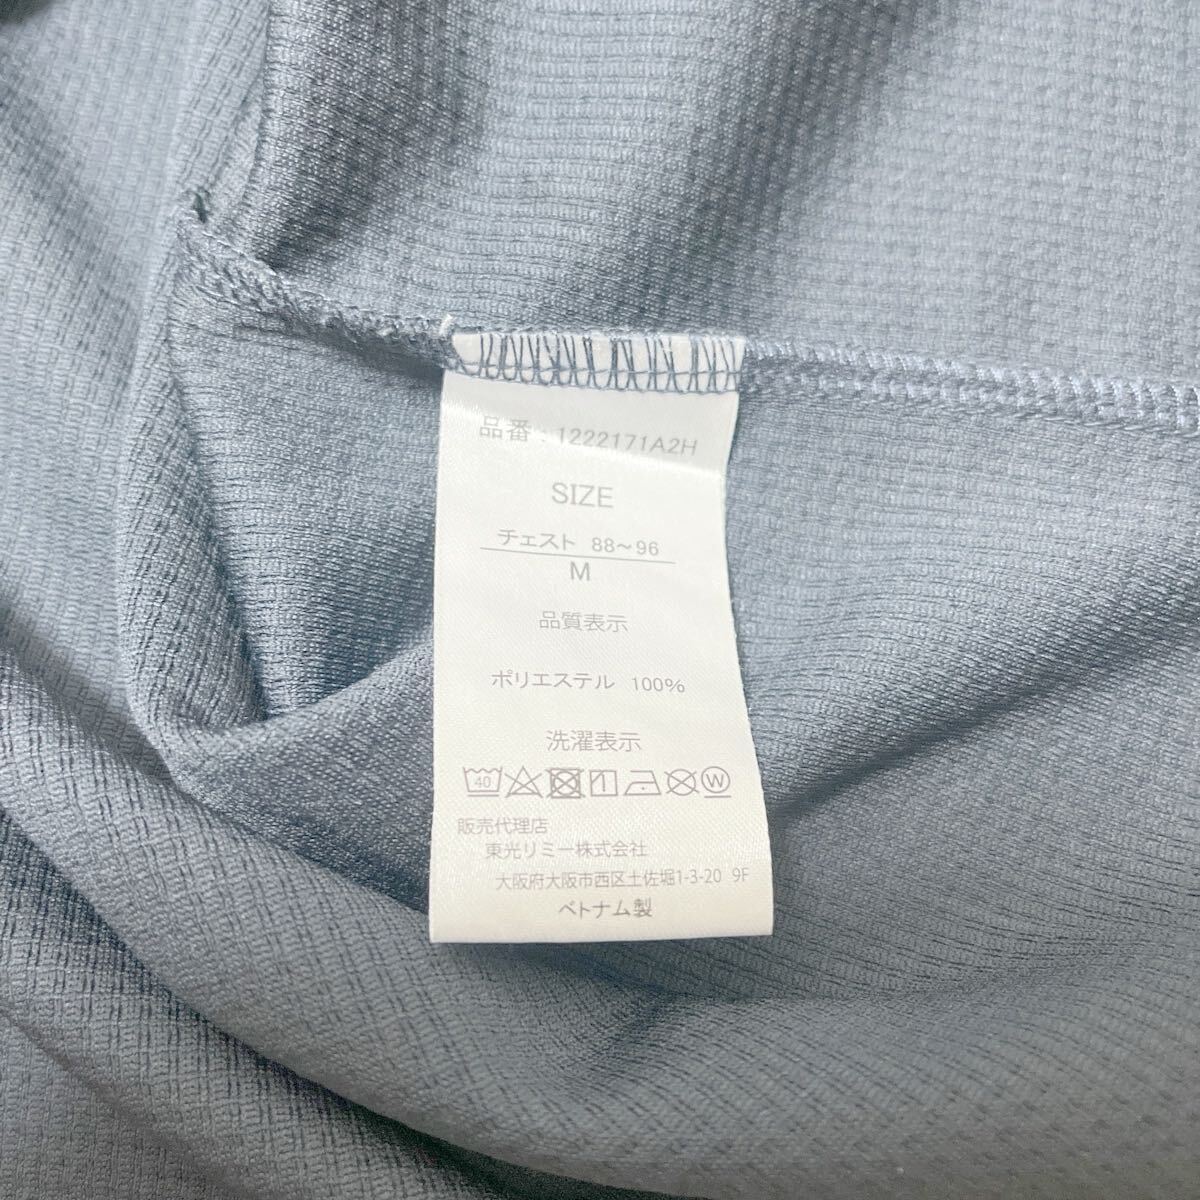 品番：1222171A2H
SIZE
チェスト 88～96
M
品質表示
ポリエステル 100%
洗濯表示
40 W
販売代理店
東光リミー株式会社
大阪府大阪市西区土佐堀1-3-20 9F
ベトナム製